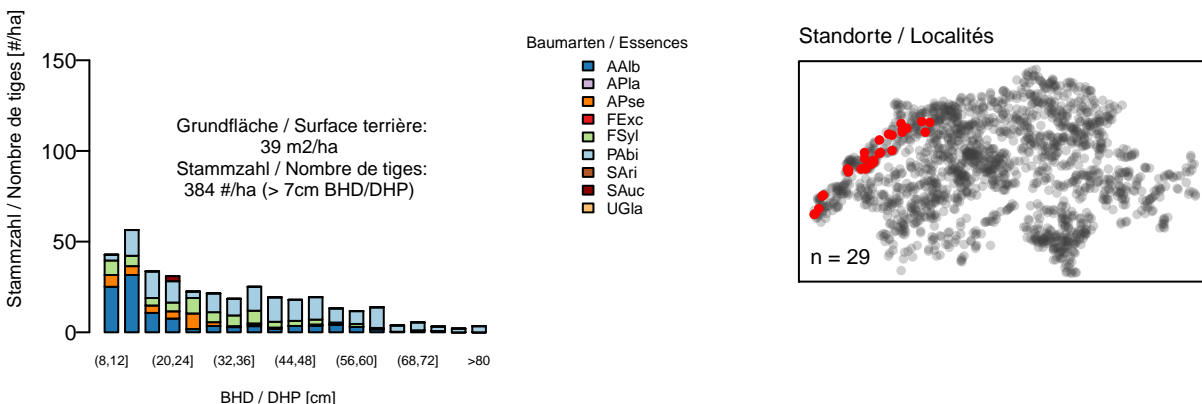 Stammzahl / Nombre de tiges [#/ha]
150
100
50
0
Grundfläche / Surface terrière:
39 m2/ha
Stammzahl / Nombre de tiges:
384 #/ha (> 7cm BHD/DHP)
(8,12]
(20,24]
(32,36]
(44,48]
(56,60]
(68,72]
>80
BHD / DHP [cm]
Baumarten / Essences
AAlb
APla
APse
FExc
FSyl
PAbi
SAri
SAuc
UGla
Standorte / Localités
n = 29